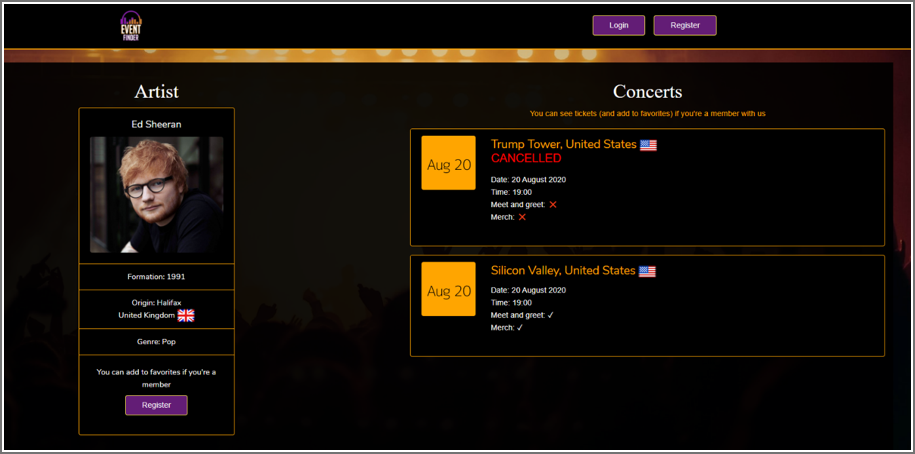 EVENT
FINDER
Login
Register
Artist
Ed Sheeran
Formation: 1991
Origin: Halifax
United Kingdom
Genre: Pop
You can add to favorites if you're a
member
Register
Concerts
You can see tickets (and add to favorites) if you're a member with us
Aug 20
Trump Tower, United States
CANCELLED
Date: 20 August 2020
Time: 19:00
Meet and greet: ✕
Merch: ✕
Aug 20
Silicon Valley, United States
Date: 20 August 2020
Time: 19:00
Meet and greet: ✓
Merch: ✓